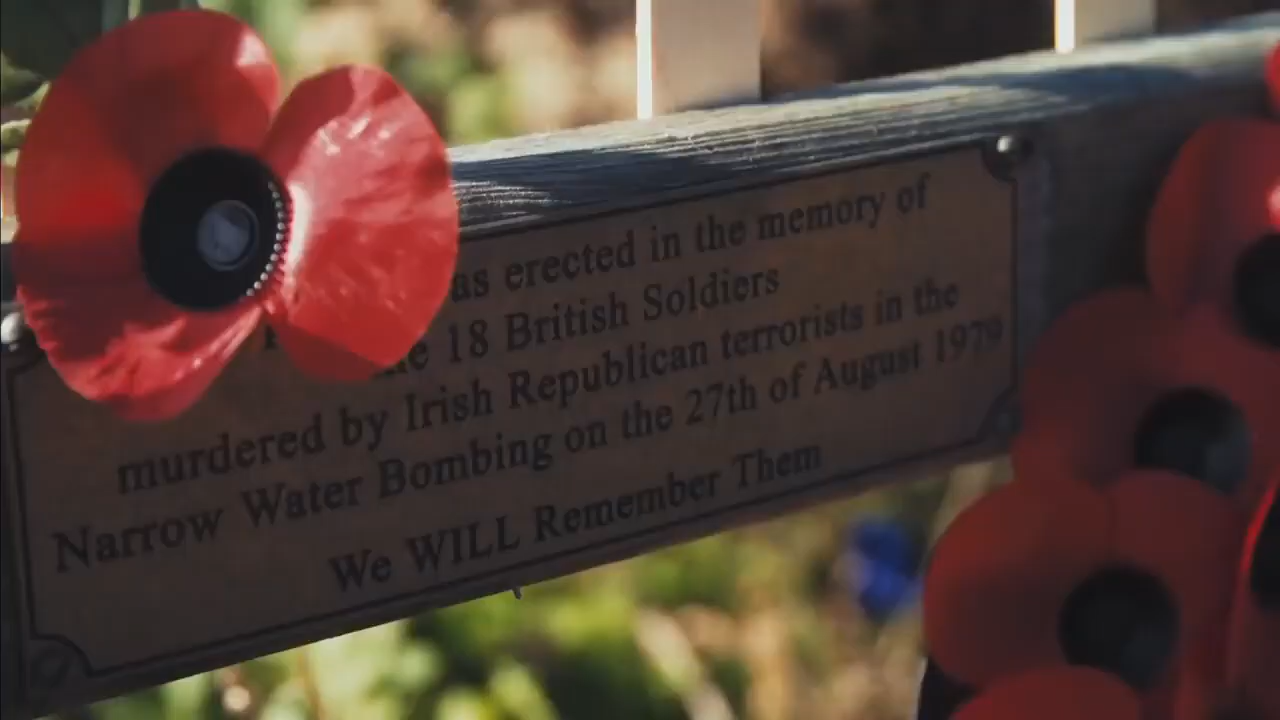 as erected in the memory of
18 British Soldiers
murdered by Irish Republican terrorists in the
Narrow Water Bombing on the 27th of August 1979
We WILL Remember Them